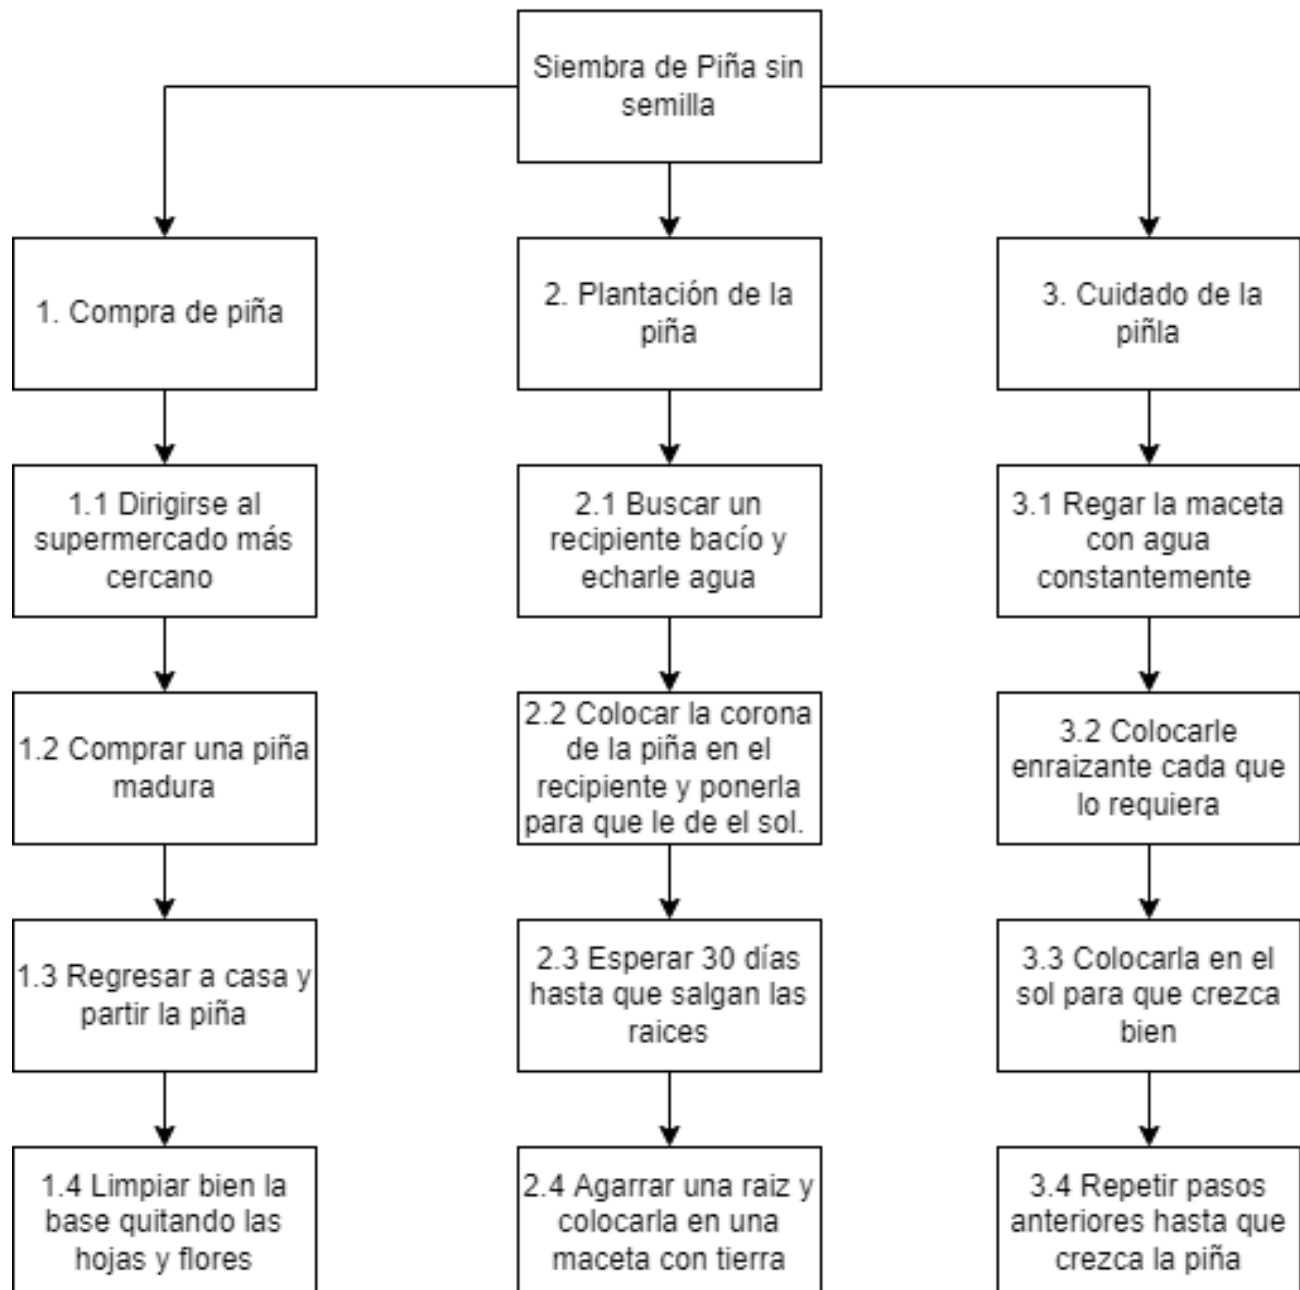 Siembra de Piña sin
semilla
1. Compra de piña
2. Plantación de la
piña
3. Cuidado de la
piñla
1.1 Dirigirse al
supermercado más
cercano
2.1 Buscar un
recipiente bacío y
echarle agua
3.1 Regar la maceta
con agua
constantemente
1.2 Comprar una piña
madura
2.2 Colocar la corona
de la piña en el
recipiente y ponerla
para que le de el sol.
3.2 Colocarle
enraizante cada que
lo requiera
1.3 Regresar a casa y
partir la piña
2.3 Esperar 30 días
hasta que salgan las
raices
3.3 Colocarla en el
sol para que crezca
bien
1.4 Limpiar bien la
base quitando las
hojas y flores
2.4 Agarrar una raiz y
colocarla en una
maceta con tierra
3.4 Repetir pasos
anteriores hasta que
crezca la piña